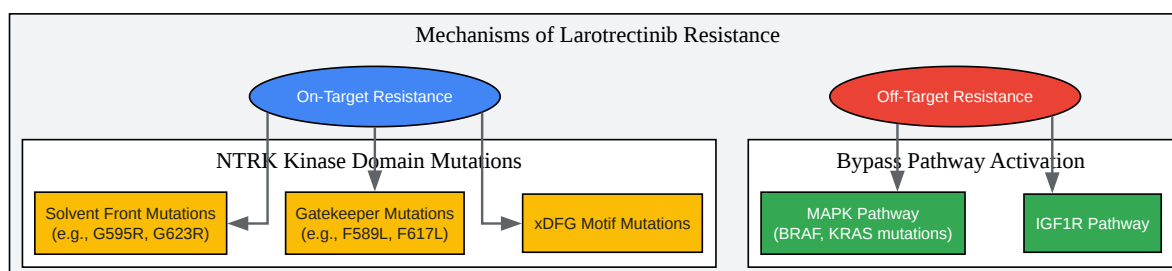 Mechanisms of Larotrectinib Resistance
On-Target Resistance
Off-Target Resistance
NTRK Kinase Domain Mutations
Bypass Pathway Activation
Solvent Front Mutations
(e.g., G595R, G623R)
Gatekeeper Mutations
(e.g., F589L, F617L)
xDFG Motif Mutations
MAPK Pathway
(BRAF, KRAS mutations)
IGF1R Pathway